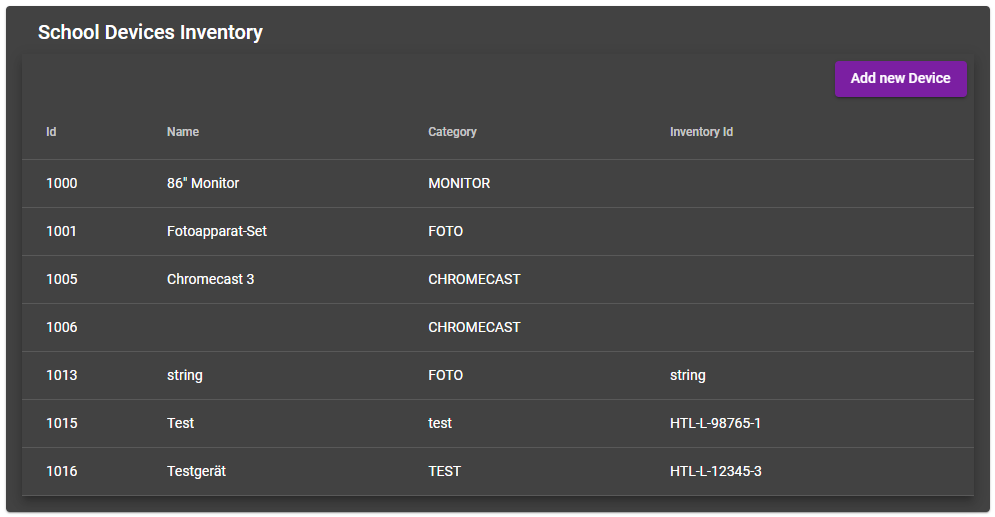 School Devices Inventory
Add new Device
Id Name Category Inventory Id
1000 86" Monitor MONITOR
1001 Fotoapparat-Set FOTO
1005 Chromecast 3 CHROMECAST
1006 CHROMECAST
1013 string FOTO string
1015 Test test HTL-L-98765-1
1016 Testgerät TEST HTL-L-12345-3